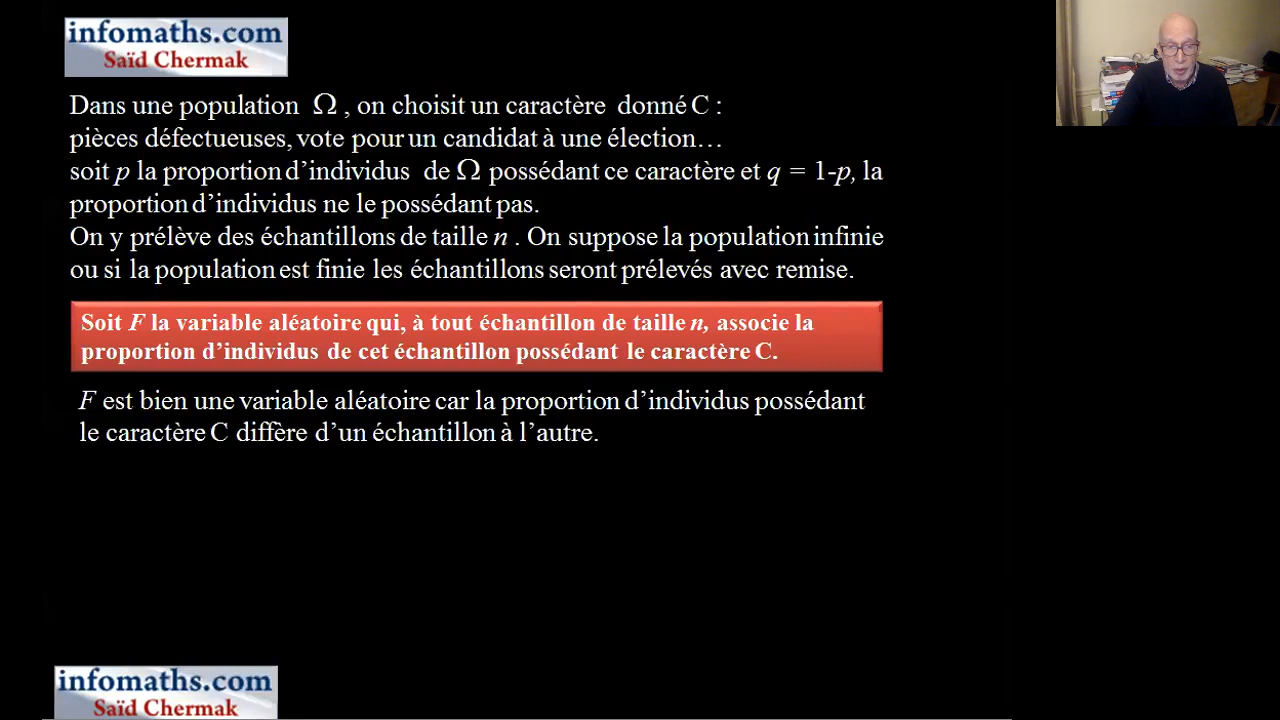 infomaths.com
Saïd Chermak
Dans une population Ω , on choisit un caractère donné C :
pièces défectueuses, vote pour un candidat à une élection…
soit p la proportion d’individus de Ω possédant ce caractère et q = 1-p, la
proportion d’individus ne le possédant pas.
On y prélève des échantillons de taille n . On suppose la population infinie
ou si la population est finie les échantillons seront prélevés avec remise.
Soit F la variable aléatoire qui, à tout échantillon de taille n, associe la
proportion d’individus de cet échantillon possédant le caractère C.
F est bien une variable aléatoire car la proportion d’individus possédant
le caractère C diffère d’un échantillon à l’autre.
infomaths.com
Saïd Chermak